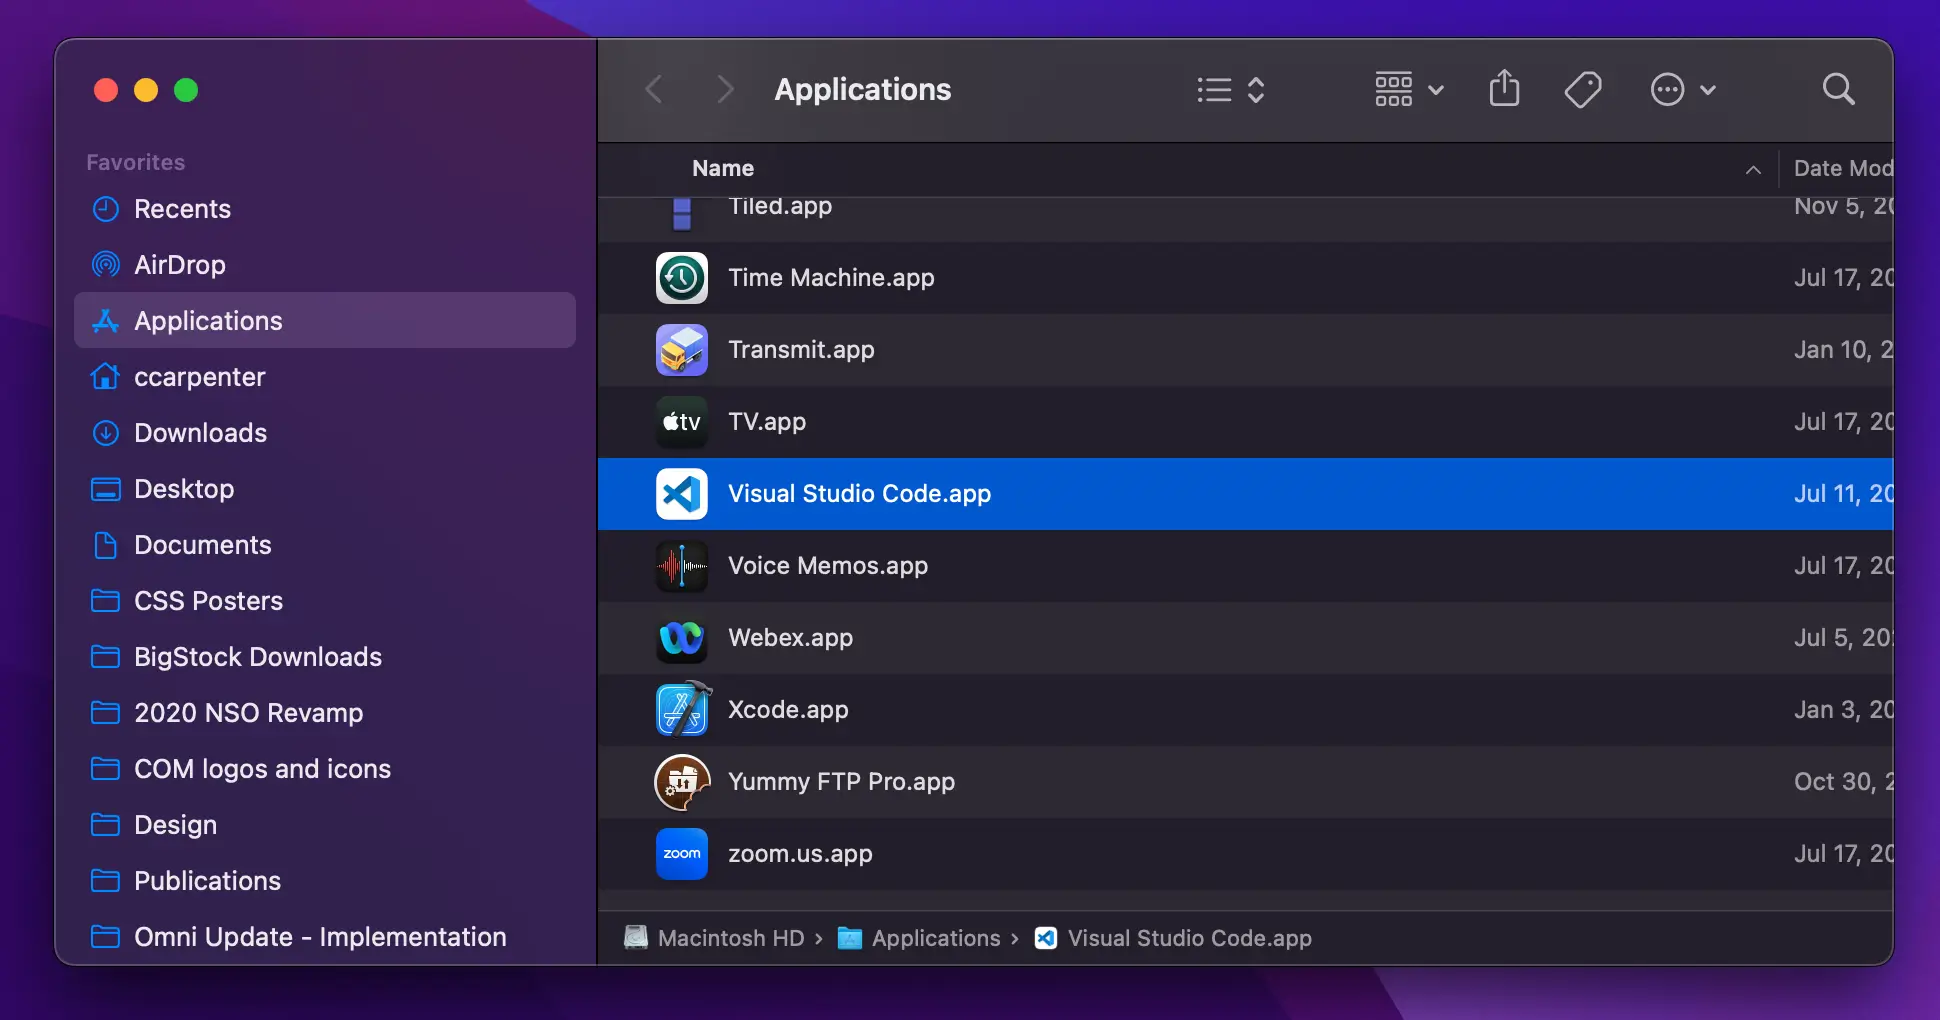 Applications
Favorites
Recents
AirDrop
Applications
ccarpenter
Downloads
Desktop
Documents
CSS Posters
BigStock Downloads
2020 NSO Revamp
COM logos and icons
Design
Publications
Omni Update - Implementation
Name Date Mod
Tiled.app Nov 5, 20
Time Machine.app Jul 17, 20
Transmit.app Jan 10, 2
tv TV.app Jul 17, 20
Visual Studio Code.app Jul 11, 20
Voice Memos.app Jul 17, 20
Webex.app Jul 5, 20
Xcode.app Jan 3, 20
Yummy FTP Pro.app Oct 30, 2
zoom zoom.us.app Jul 17, 20
Macintosh HD › Applications › Visual Studio Code.app